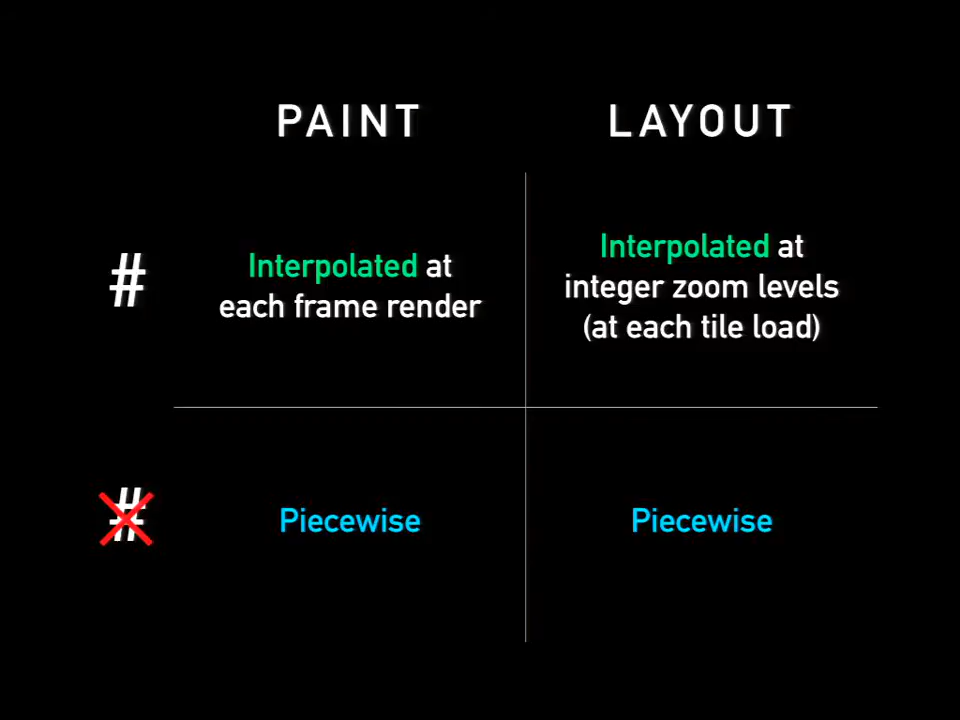 PAINT
LAYOUT
#
Interpolated at
each frame render
Interpolated at
integer zoom levels
(at each tile load)
#
Piecewise
Piecewise